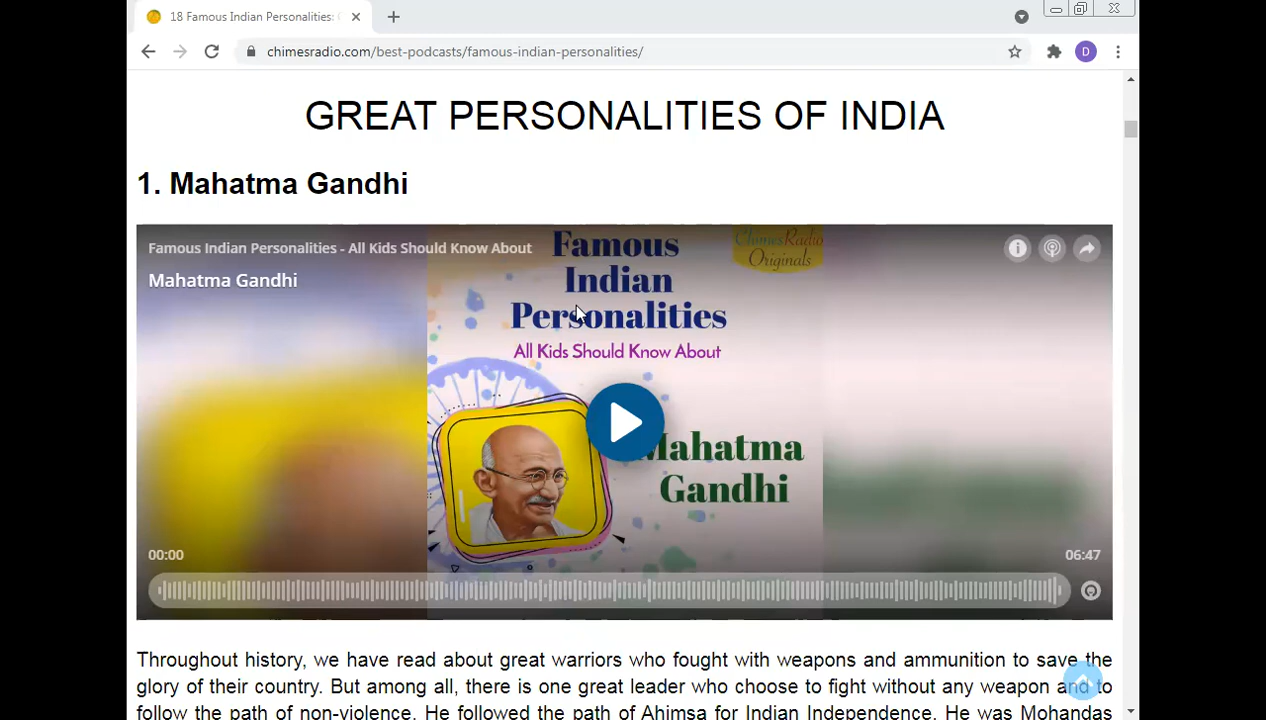 18 Famous Indian Personalities:
D
chimesradio.com/best-podcasts/famous-indian-personalities/
GREAT PERSONALITIES OF INDIA
1. Mahatma Gandhi
Famous Indian Personalities - All Kids Should Know About
Mahatma Gandhi
Famous
Indian
Personalities
All Kids Should Know About
ChimesRadio
Originals
Mahatma
Gandhi
00:00
06:47
Throughout history, we have read about great warriors who fought with weapons and ammunition to save the
glory of their country. But among all, there is one great leader who choose to fight without any weapon and to
follow the path of non-violence. He followed the path of Ahimsa for Indian Independence. He was Mohandas